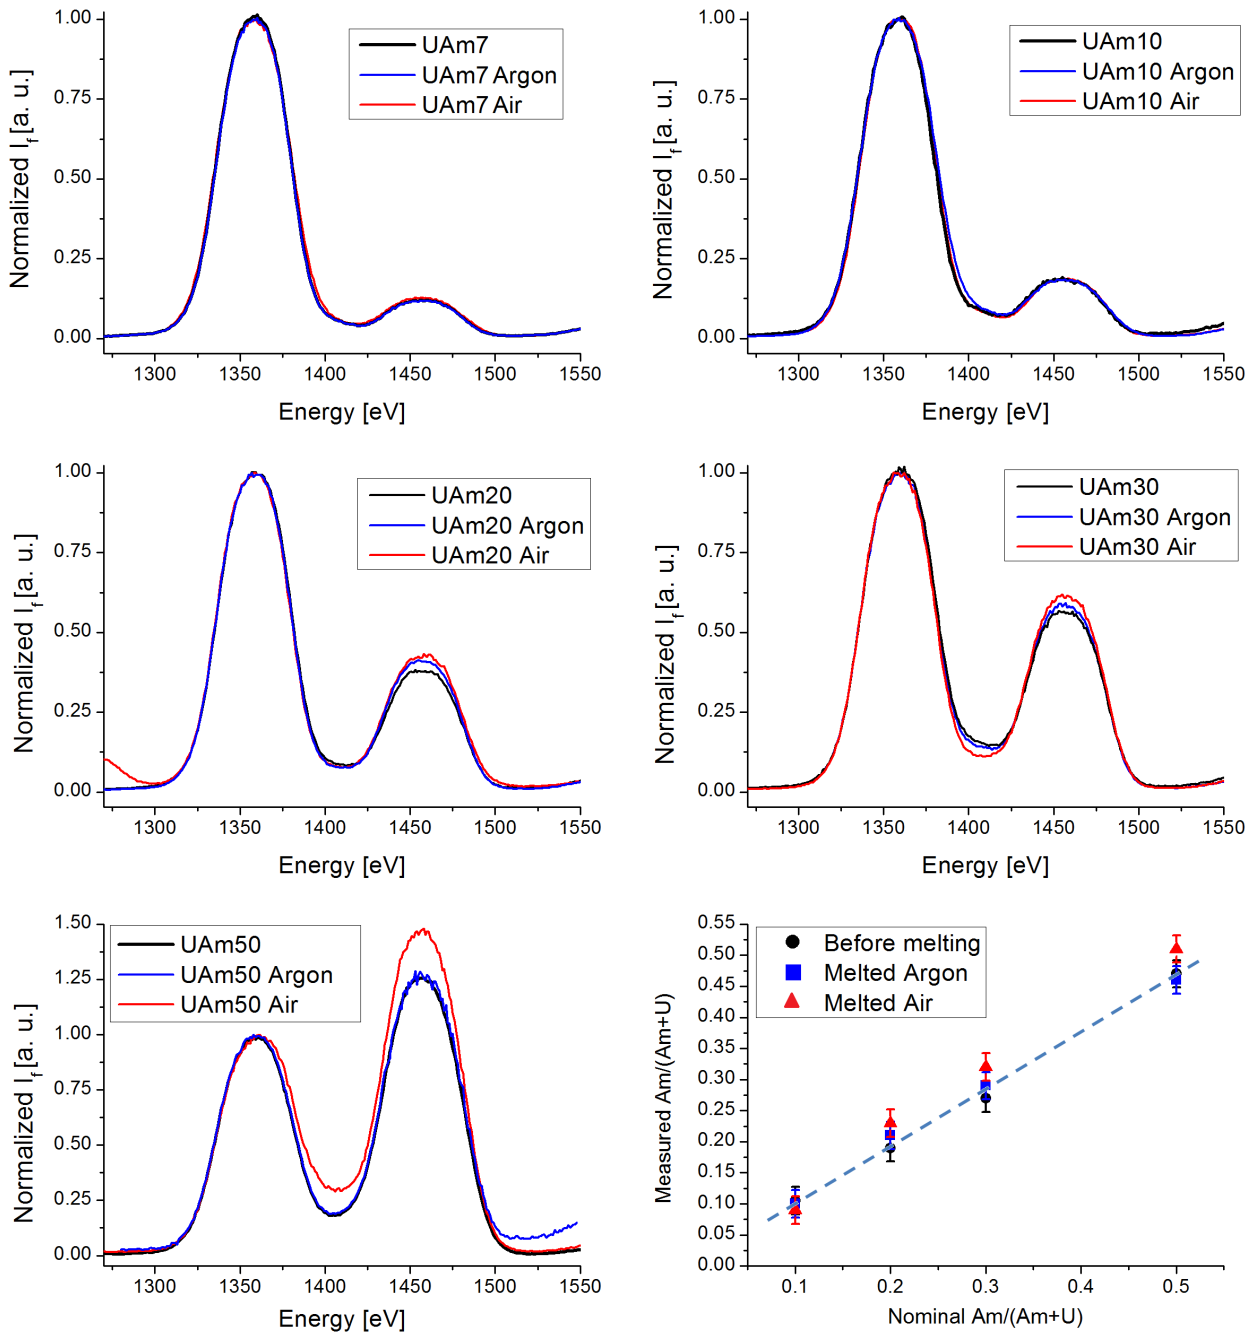 Normalized If [a. u.]
1.00
0.75
0.50
0.25
0.00
UAm7
UAm7 Argon
UAm7 Air
1300 1350 1400 1450 1500 1550
Energy [eV]
Normalized If [a. u.]
1.00
0.75
0.50
0.25
0.00
UAm10
UAm10 Argon
UAm10 Air
1300 1350 1400 1450 1500 1550
Energy [eV]
Normalized If [a. u.]
1.00
0.75
0.50
0.25
0.00
UAm20
UAm20 Argon
UAm20 Air
1300 1350 1400 1450 1500 1550
Energy [eV]
Normalized If [a. u.]
1.00
0.75
0.50
0.25
0.00
UAm30
UAm30 Argon
UAm30 Air
1300 1350 1400 1450 1500 1550
Energy [eV]
Normalized If [a. u.]
1.50
1.25
1.00
0.75
0.50
0.25
0.00
UAm50
UAm50 Argon
UAm50 Air
1300 1350 1400 1450 1500 1550
Energy [eV]
Measured Am/(Am+U)
0.55
0.50
0.45
0.40
0.35
0.30
0.25
0.20
0.15
0.10
0.05
0.00
Before melting
Melted Argon
Melted Air
0.1 0.2 0.3 0.4 0.5
Nominal Am/(Am+U)